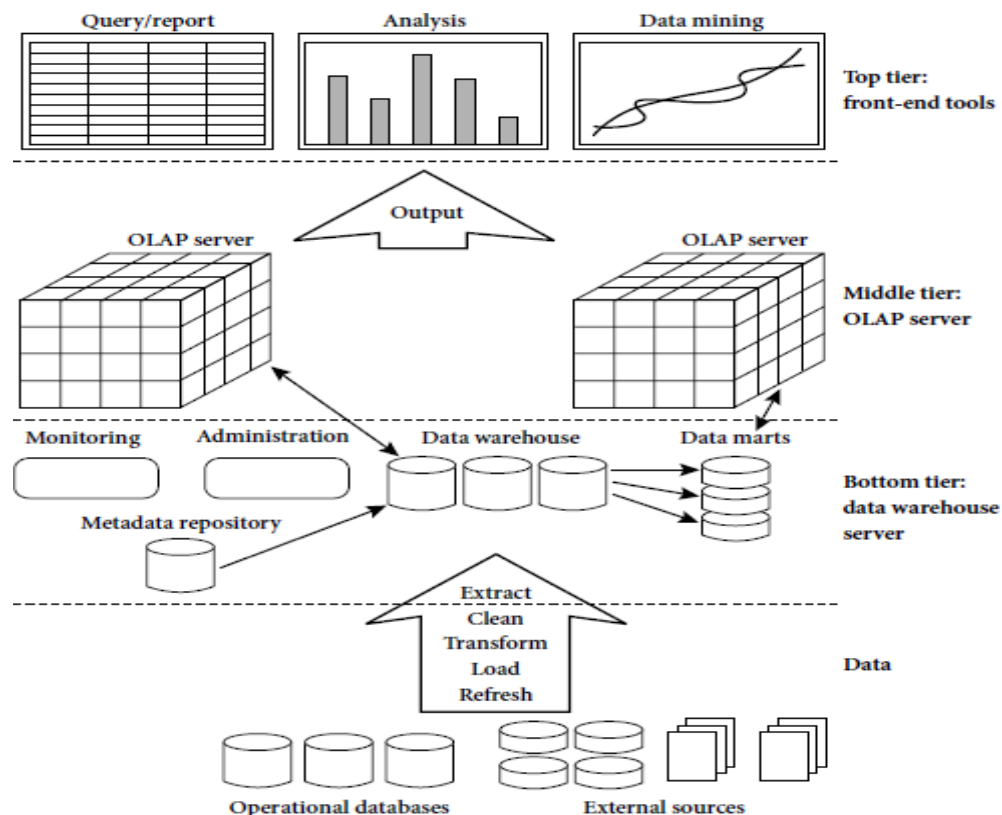 Query/report
Analysis
Data mining
Top tier:
front-end tools
Output
OLAP server
OLAP server
Middle tier:
OLAP server
Monitoring
Administration
Data warehouse
Data marts
Metadata repository
Bottom tier:
data warehouse
server
Extract
Clean
Transform
Load
Refresh
Data
Operational databases
External sources